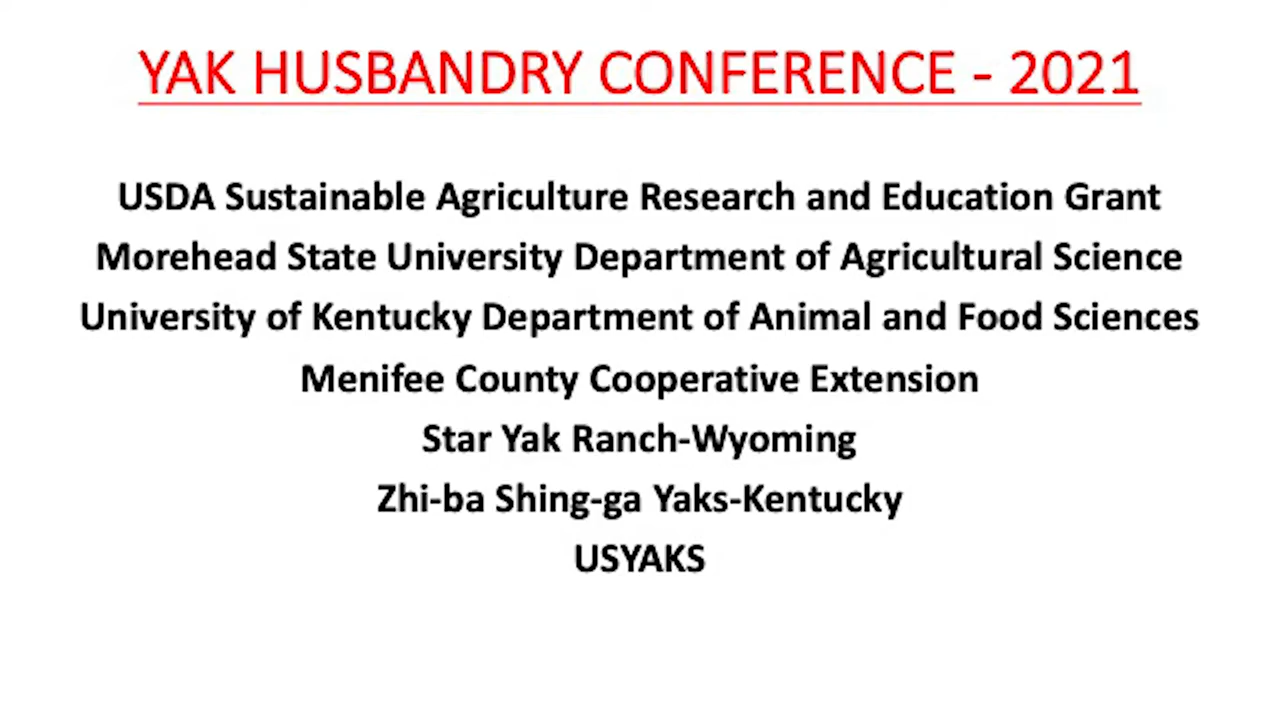 YAK HUSBANDRY CONFERENCE - 2021
USDA Sustainable Agriculture Research and Education Grant
Morehead State University Department of Agricultural Science
University of Kentucky Department of Animal and Food Sciences
Menifee County Cooperative Extension
Star Yak Ranch-Wyoming
Zhi-ba Shing-ga Yaks-Kentucky
USYAKS